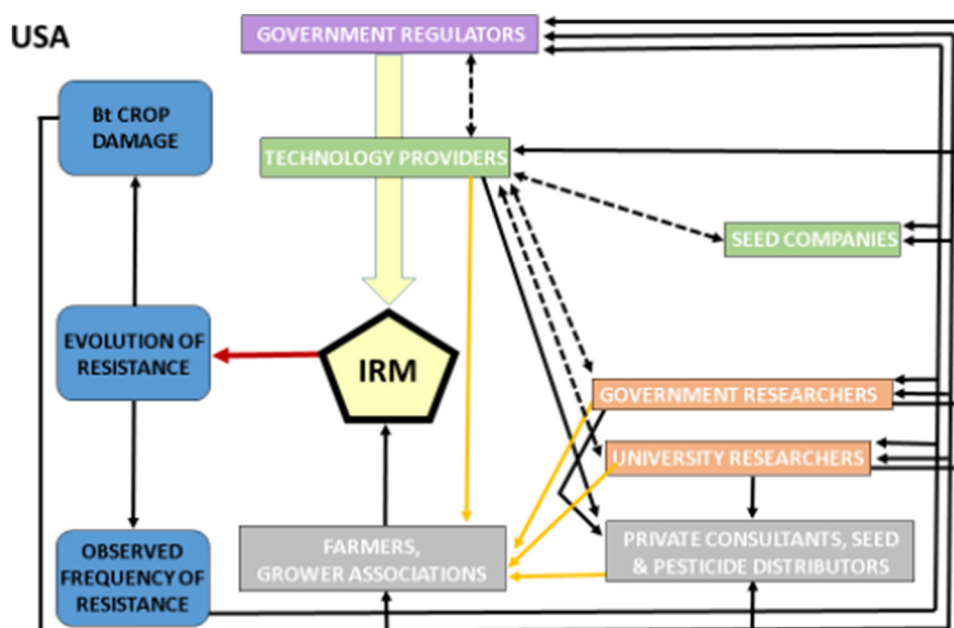 USA
GOVERNMENT REGULATORS
Bt CROP
DAMAGE
TECHNOLOGY PROVIDERS
SEED COMPANIES
EVOLUTION OF
RESISTANCE
IRM
GOVERNMENT RESEARCHERS
UNIVERSITY RESEARCHERS
OBSERVED
FREQUENCY OF
RESISTANCE
FARMERS,
GROWER ASSOCIATIONS
PRIVATE CONSULTANTS, SEED
& PESTICIDE DISTRIBUTORS